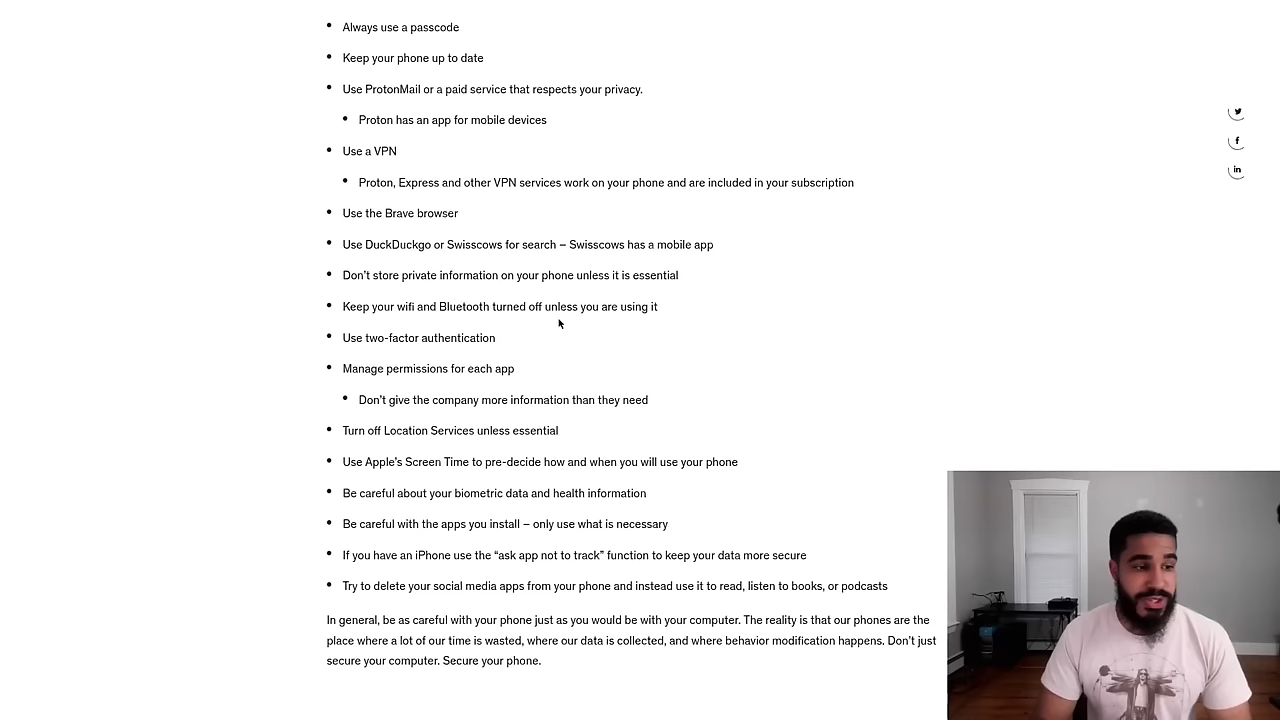 Always use a passcode
Keep your phone up to date
Use ProtonMail or a paid service that respects your privacy.
Proton has an app for mobile devices
Use a VPN
Proton, Express and other VPN services work on your phone and are included in your subscription
Use the Brave browser
Use DuckDuckgo or Swisscows for search – Swisscows has a mobile app
Don’t store private information on your phone unless it is essential
Keep your wifi and Bluetooth turned off unless you are using it
Use two-factor authentication
Manage permissions for each app
Don’t give the company more information than they need
Turn off Location Services unless essential
Use Apple’s Screen Time to pre-decide how and when you will use your phone
Be careful about your biometric data and health information
Be careful with the apps you install – only use what is necessary
If you have an iPhone use the “ask app not to track” function to keep your data more secure
Try to delete your social media apps from your phone and instead use it to read, listen to books, or podcasts
In general, be as careful with your phone just as you would be with your computer. The reality is that our phones are the
place where a lot of our time is wasted, where our data is collected, and where behavior modification happens. Don’t just
secure your computer. Secure your phone.